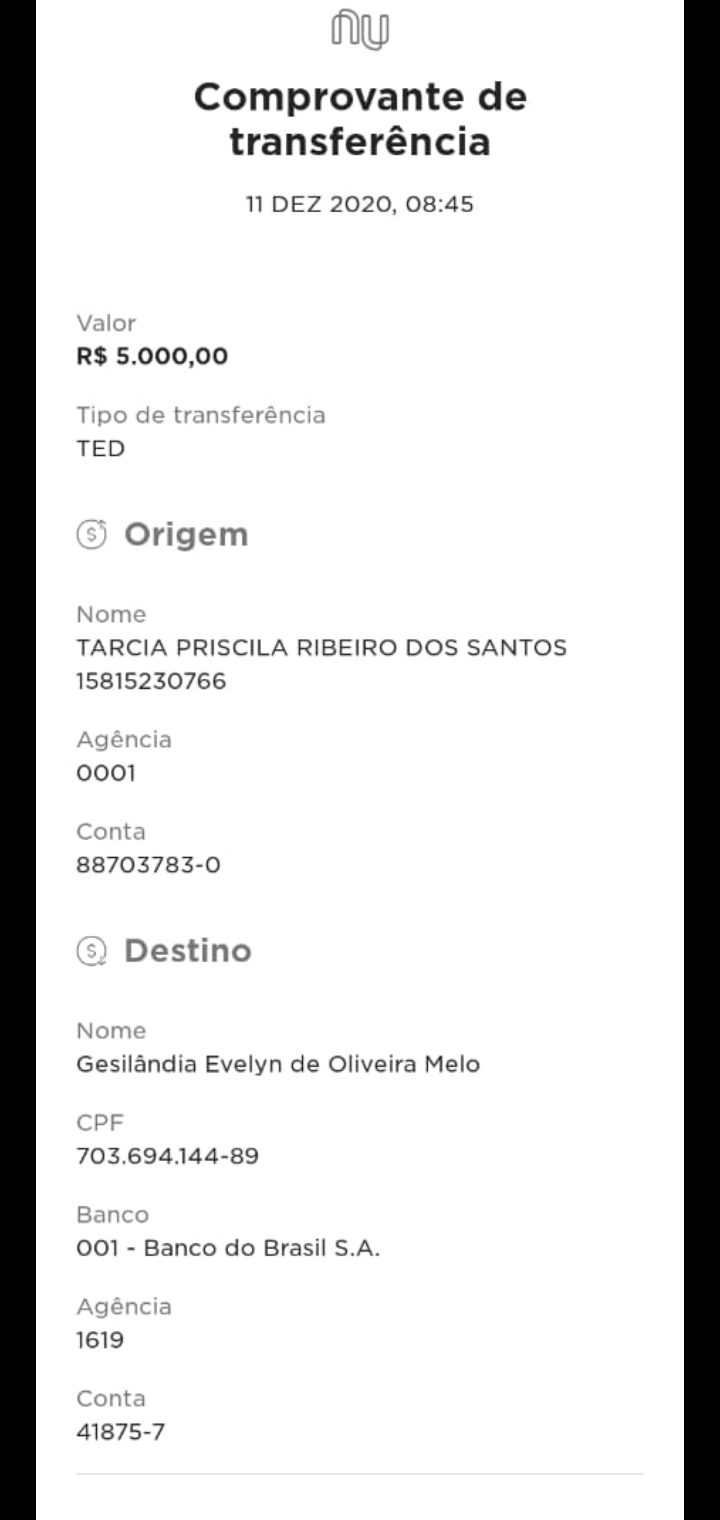 nu
Comprovante de
transferência
11 DEZ 2020, 08:45
Valor
R$ 5.000,00
Tipo de transferência
TED
Origem
Nome
TARCIA PRISCILA RIBEIRO DOS SANTOS
15815230766
Agência
0001
Conta
88703783-0
Destino
Nome
Gesilândia Evelyn de Oliveira Melo
CPF
703.694.144-89
Banco
001 - Banco do Brasil S.A.
Agência
1619
Conta
41875-7